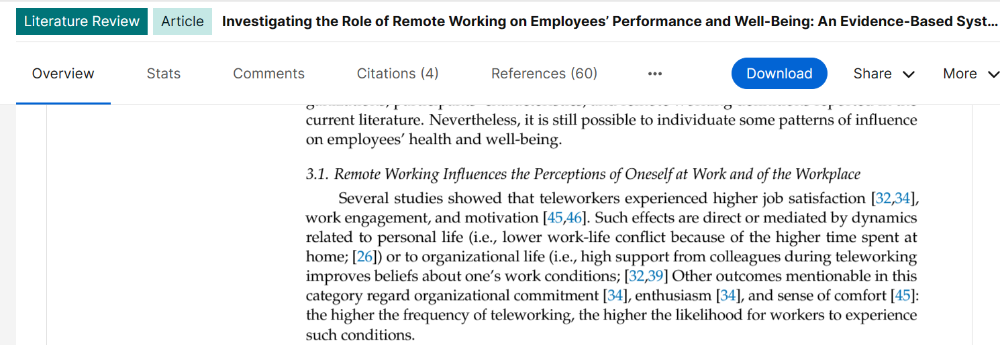 Literature Review Article Investigating the Role of Remote Working on Employees’ Performance and Well-Being: An Evidence-Based Syst...
Overview Stats Comments Citations (4) References (60) ••• Download Share More
current literature. Nevertheless, it is still possible to individuate some patterns of influence
on employees’ health and well-being.
3.1. Remote Working Influences the Perceptions of Oneself at Work and of the Workplace
Several studies showed that teleworkers experienced higher job satisfaction [32,34],
work engagement, and motivation [45,46]. Such effects are direct or mediated by dynamics
related to personal life (i.e., lower work-life conflict because of the higher time spent at
home; [26]) or to organizational life (i.e., high support from colleagues during teleworking
improves beliefs about one’s work conditions; [32,39] Other outcomes mentionable in this
category regard organizational commitment [34], enthusiasm [34], and sense of comfort [45]:
the higher the frequency of teleworking, the higher the likelihood for workers to experience
such conditions.